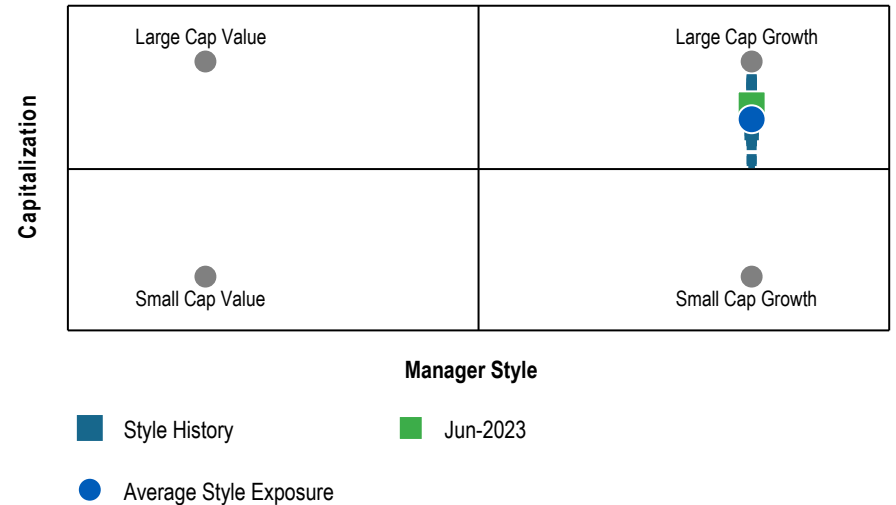 Large Cap Value
Large Cap Growth
Capitalization
Small Cap Value
Small Cap Growth
Manager Style
Style History
Jun-2023
Average Style Exposure